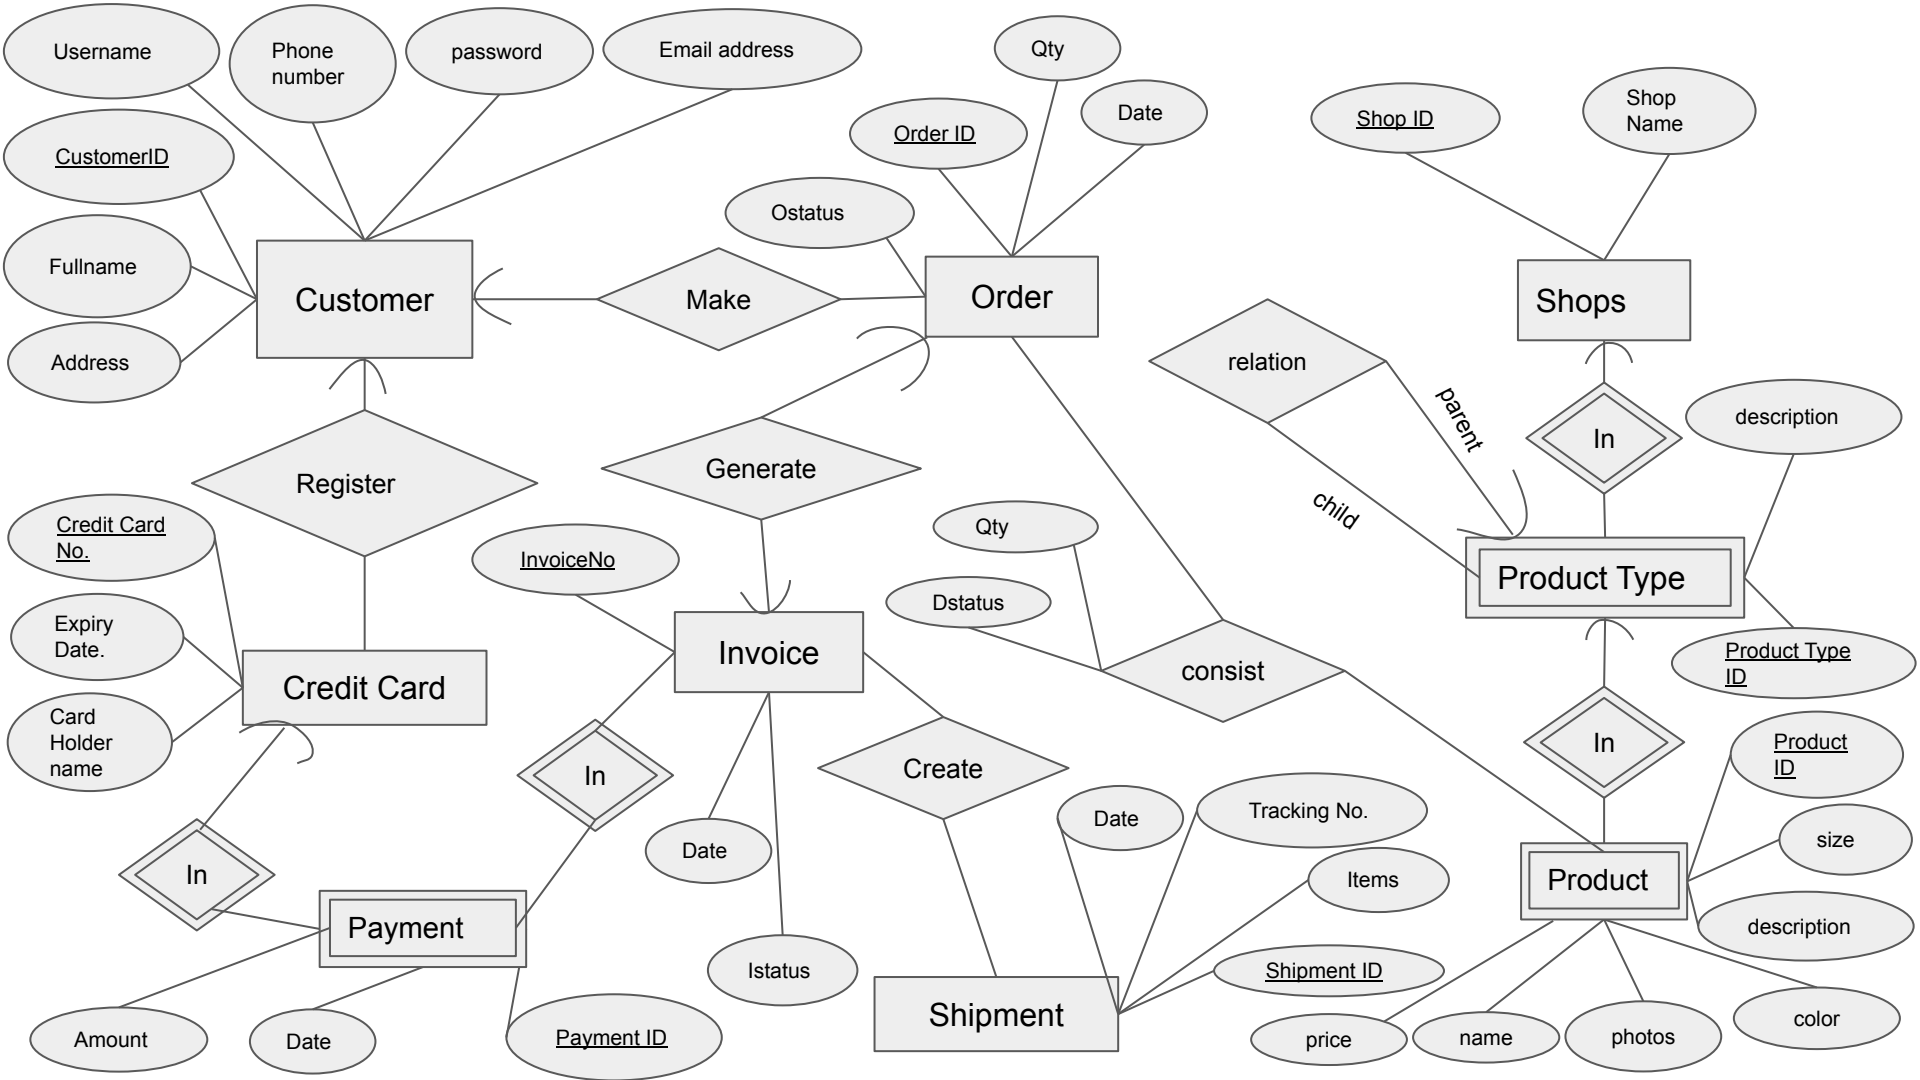 Username
Phone
number
password
Email address
Qty
Order ID
Date
Shop ID
Shop
Name
CustomerID
Ostatus
Fullname
Address
Customer
Make
Order
Shops
relation
parent
child
In
description
Register
Generate
Credit Card
No.
InvoiceNo
Qty
Dstatus
Product Type
Product Type
ID
Expiry
Date.
Invoice
consist
Credit Card
Card
Holder
name
In
Create
In
Product
ID
size
Date
Tracking No.
Date
Items
In
Product
description
Payment
Istatus
Shipment ID
Shipment
Amount
Date
Payment ID
price
name
photos
color